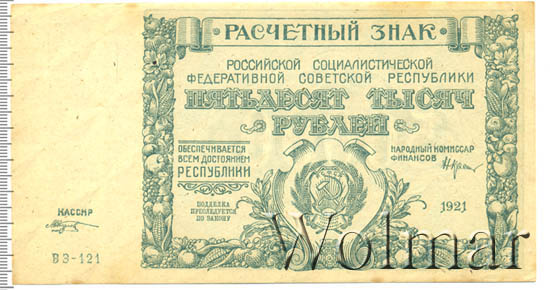 РАСЧЕТНЫЙ ЗНАК
РОССИЙСКОЙ СОЦИАЛИСТИЧЕСКОЙ
ФЕДЕРАТИВНОЙ СОВЕТСКОЙ РЕСПУБЛИКИ
ПЯТЬДЕСЯТ ТЫСЯЧ
РУБЛЕЙ
ОБЕСПЕЧИВАЕТСЯ
ВСЕМ ДОСТОЯНИЕМ
РЕСПУБЛИКИ
НАРОДНЫЙ КОМИССАР
ФИНАНСОВ
ПОДДЕЛКА
ПРЕСЛЕДУЕТСЯ
ПО ЗАКОНУ
1921
КАССИР
ВЭ-121
Wolmar